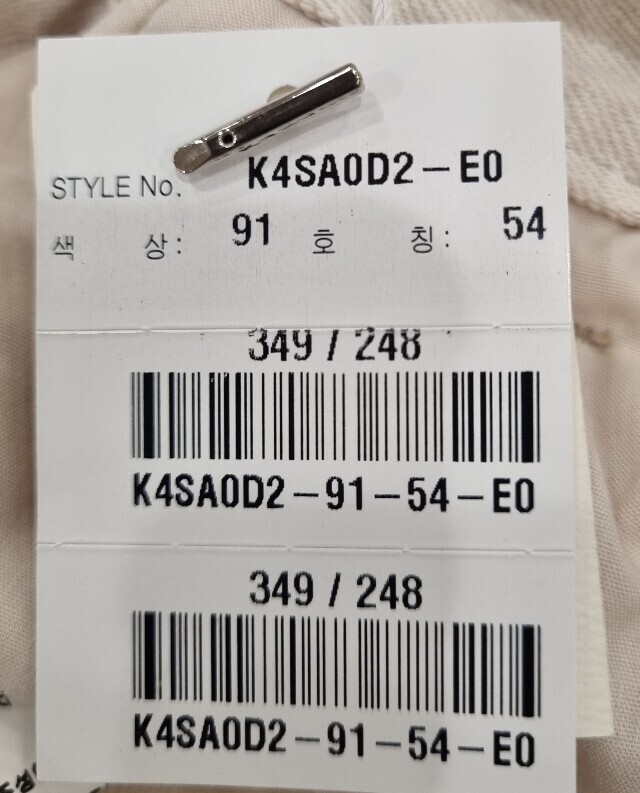 STYLE No. K4SA0D2-E0
색 상: 91 호 칭: 54
349 / 248
K4SA0D2-91-54-E0
349 / 248
K4SA0D2-91-54-E0